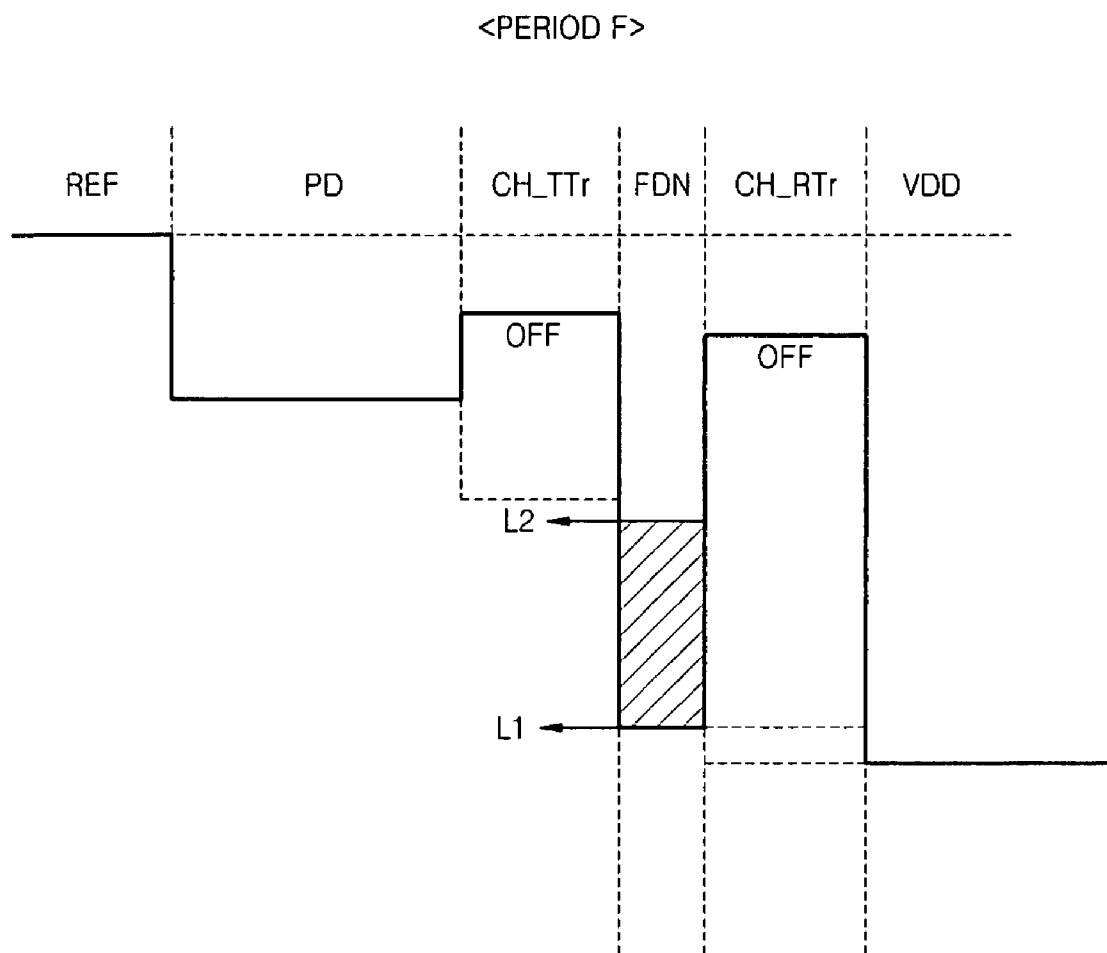 <PERIOD F>
REF PD CH_TTr FDN CH_RTr VDD
OFF
OFF
L2
L1